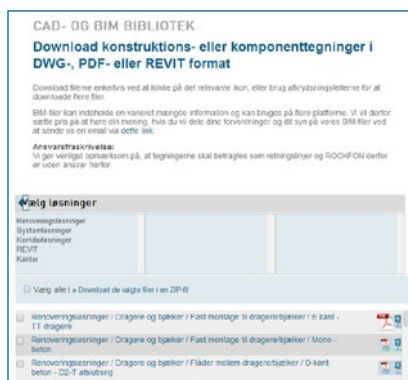 CAD- OG BIM BIBLIOTEK
Download konstruktions- eller komponenttegninger i
DWG-, PDF- eller REVIT format
Download filerne enkeltvis ved at klikke på det relevante ikon, eller brug afkrydsningsfelterne for at
downloade flere filer.
BIM-filer kan indeholde en varieret mængde information og kan bruges på flere platforme. Vi vil derfor
sætte pris på at høre din mening, hvis du vil dele dine forventninger og dit syn på vores BIM-filer ved
at sende os en email via dette link.
Ansvarsfraskrivelse:
Vi gør venligst opmærksom på, at tegningerne skal betragtes som retningslinjer og ROCKFON derfor
er uden ansvar herfor.
Vælg løsninger
Renoveringsløsninger
Systemløsninger
Korridorløsninger
REVIT
Kanter
Vælg alle | » Download de valgte filer i en ZIP-fil
Renoveringsløsninger / Dragere og bjælker / Fast montage til dragere/bjælker / E kant -
TT dragere
Renoveringsløsninger / Dragere og bjælker / Fast montage til dragere/bjælker / Mono -
beton
Renoveringsløsninger / Dragere og bjælker / Flåder mellem dragere/bjælker / D-kant
beton - D2-T afslutning